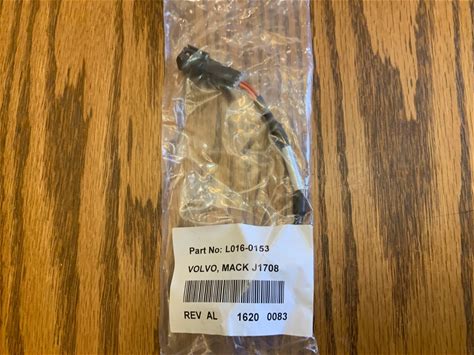 Part No: L016-0153
VOLVO, MACK J1708
REV AL 1620 0083